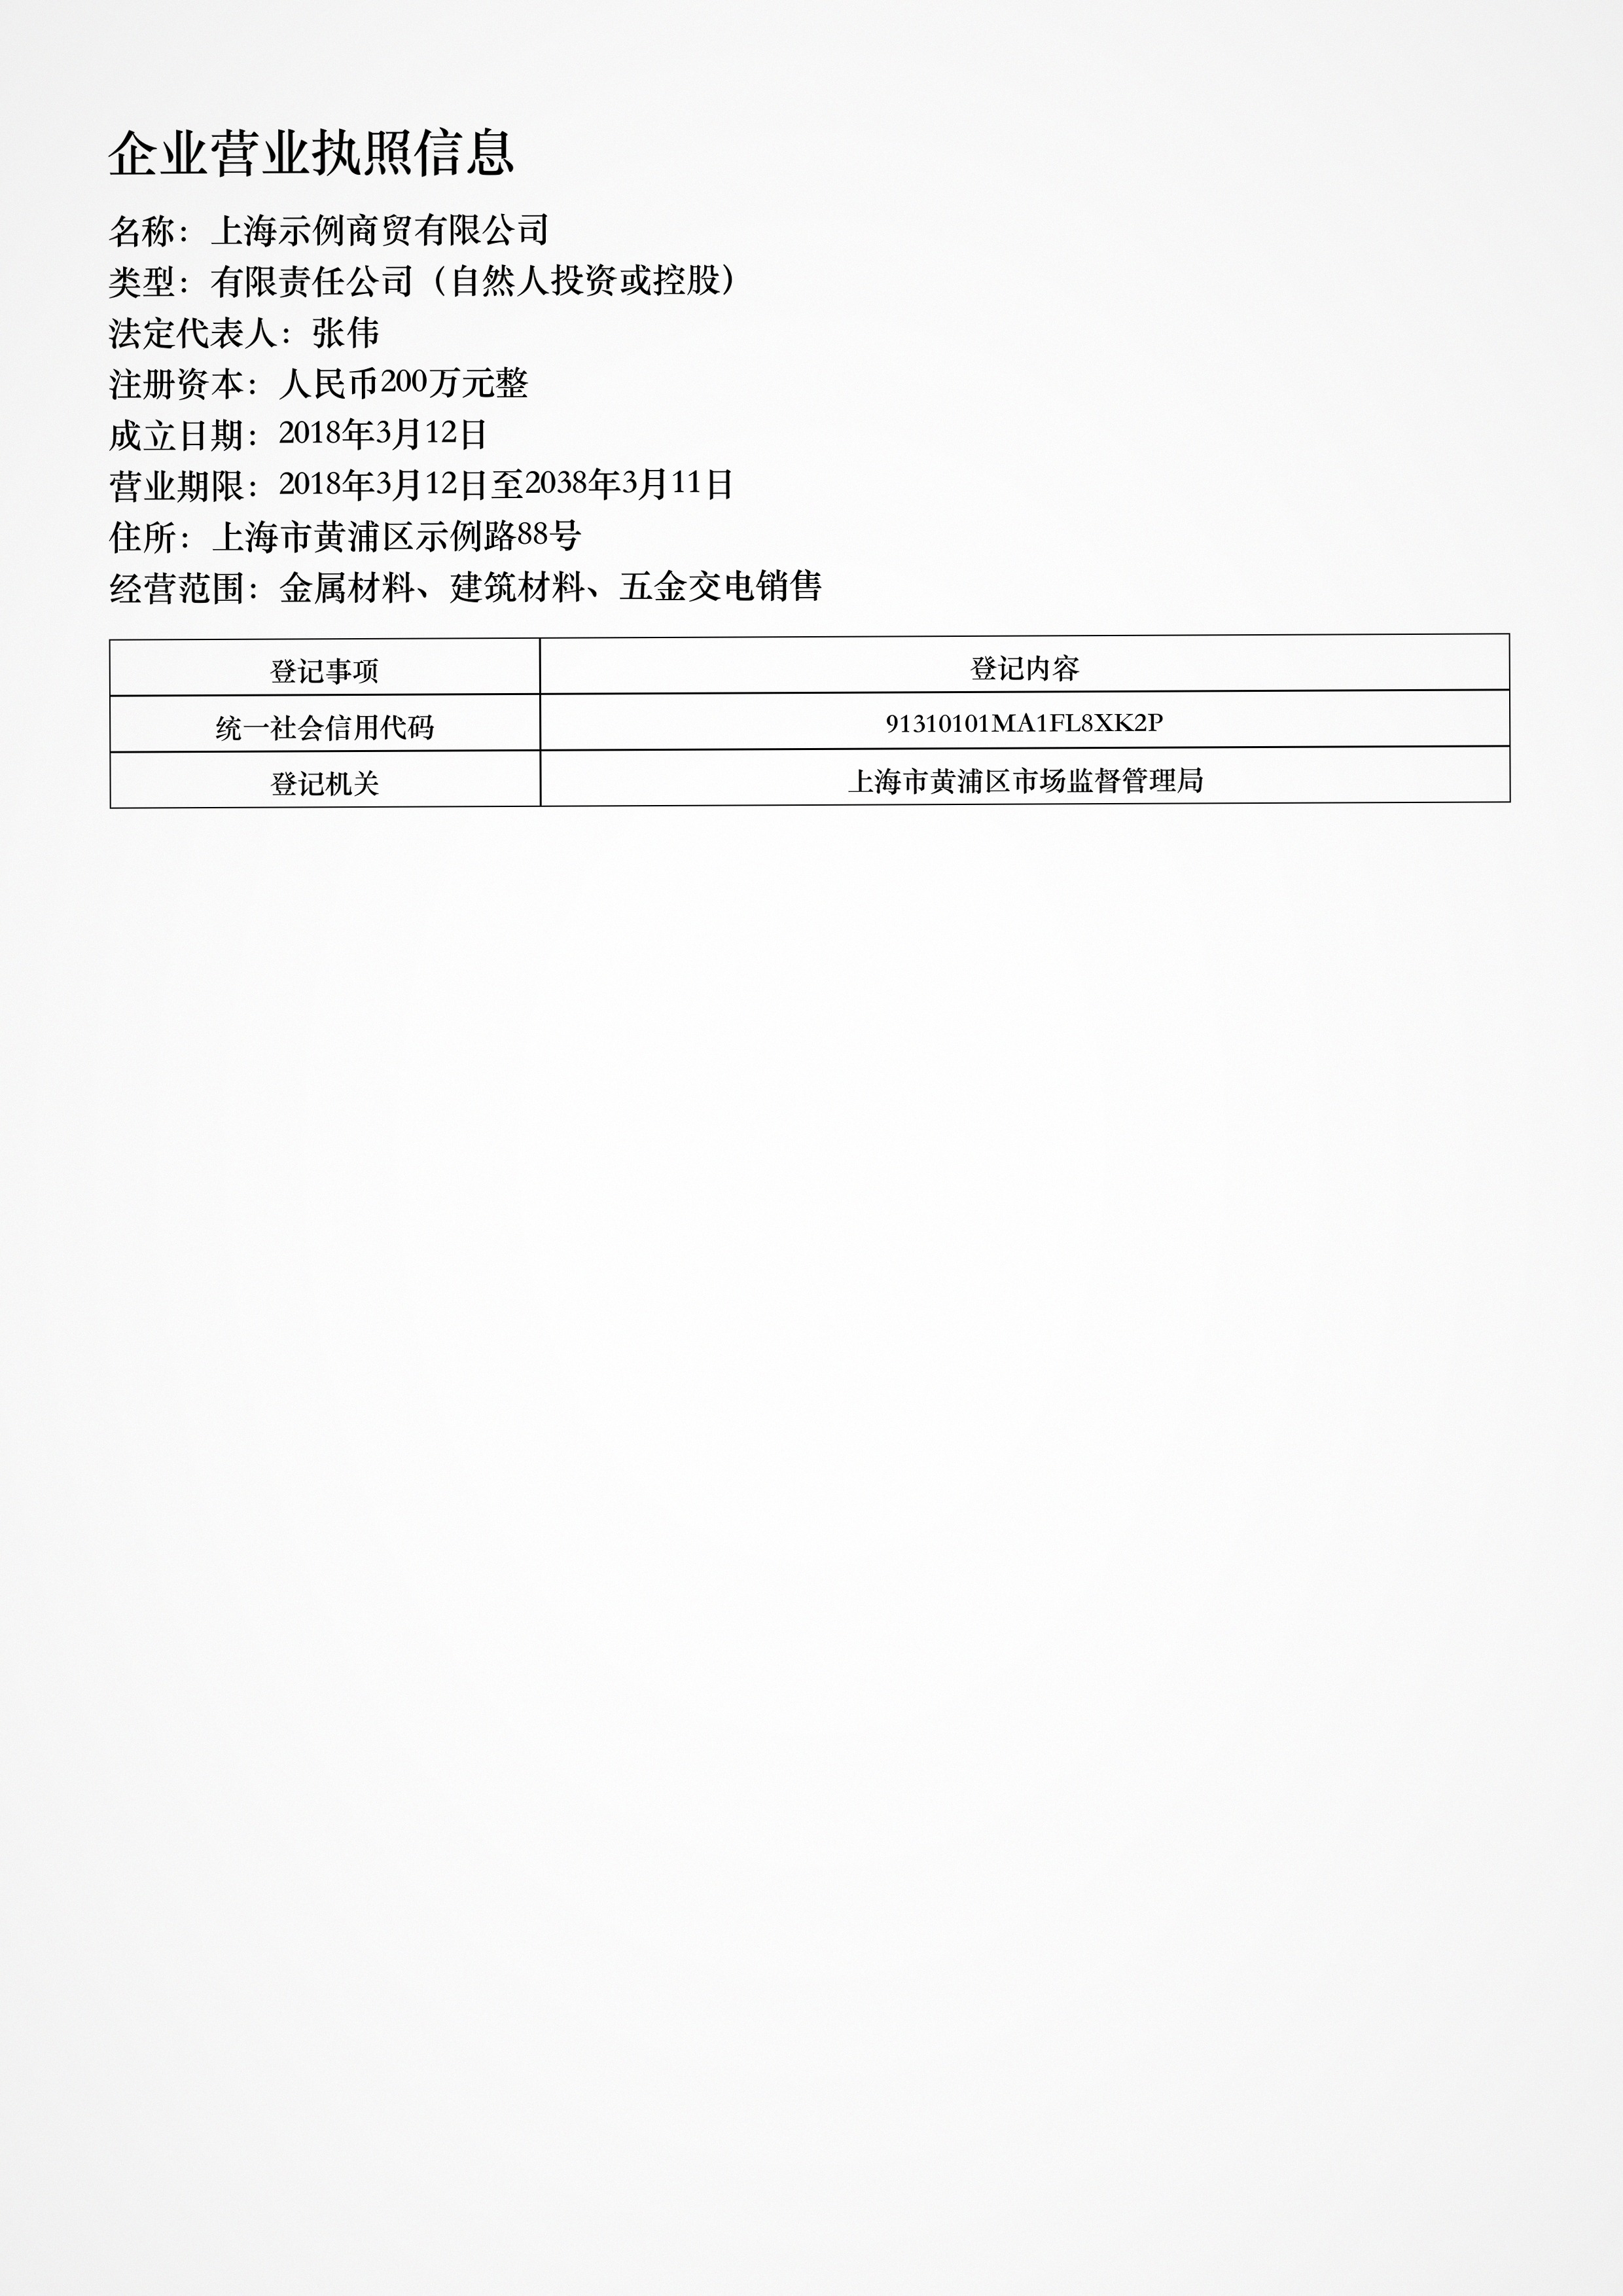 企业营业执照信息
名称：上海示例商贸有限公司
类型：有限责任公司（自然人投资或控股）
法定代表人：张伟
注册资本：人民币200万元整
成立日期：2018年3月12日
营业期限：2018年3月12日至2038年3月11日
住所：上海市黄浦区示例路88号
经营范围：金属材料、建筑材料、五金交电销售
登记事项 登记内容
统一社会信用代码 91310101MA1FL8XK2P
登记机关 上海市黄浦区市场监督管理局